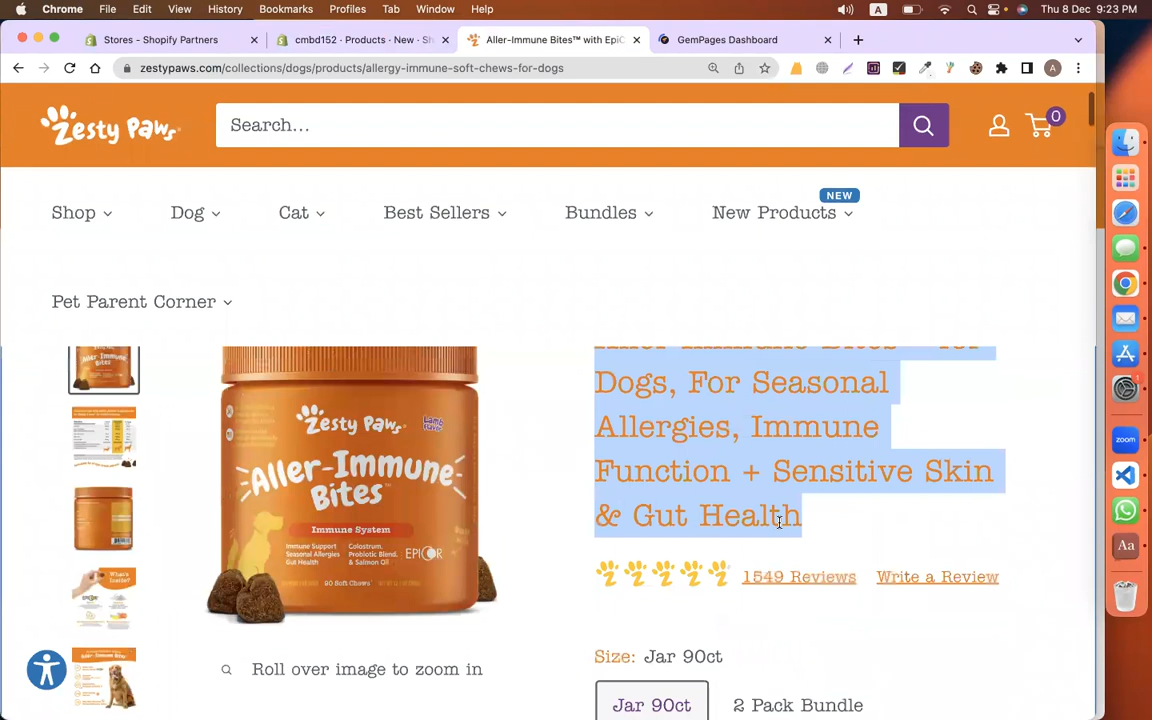 Chrome File Edit View History Bookmarks Profiles Tab Window Help A Thu 8 Dec 9:23 PM
Stores - Shopify Partners cmbd152 · Products · New · Sh Aller-Immune Bites™ with EpiC GemPages Dashboard
zestypaws.com/collections/dogs/products/allergy-immune-soft-chews-for-dogs A
Zesty Paws Search... 0
NEW
Shop Dog Cat Best Sellers Bundles New Products
Pet Parent Corner
Dogs, For Seasonal
Allergies, Immune
Function + Sensitive Skin
& Gut Health
1549 Reviews Write a Review
Size: Jar 90ct
Jar 90ct 2 Pack Bundle
Zesty Paws
Lamb
Flavor
Aller-Immune
Bites™
Immune System
Immune Support
Seasonal Allergies
Gut Health
Colostrum,
Probiotic Blend,
& Salmon Oil
EPICOR
90 Soft Chews
Roll over image to zoom in
What's
Inside?
Aller-Immune Bites
zoom
Aa